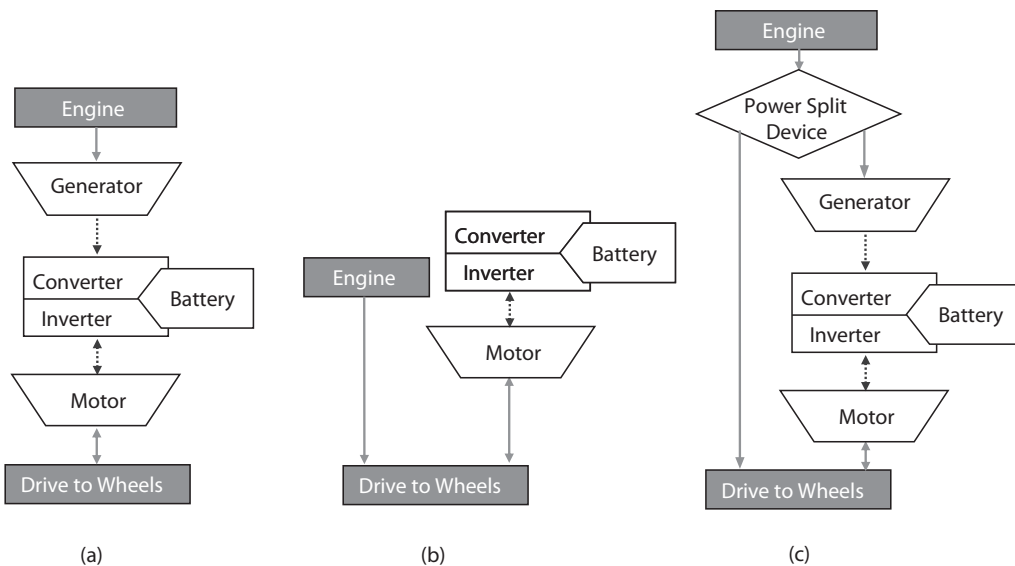 Engine
Generator
Converter
Inverter
Battery
Motor
Drive to Wheels
(a)
Engine
Converter
Inverter
Battery
Motor
Drive to Wheels
(b)
Engine
Power Split
Device
Generator
Converter
Inverter
Battery
Motor
Drive to Wheels
(c)